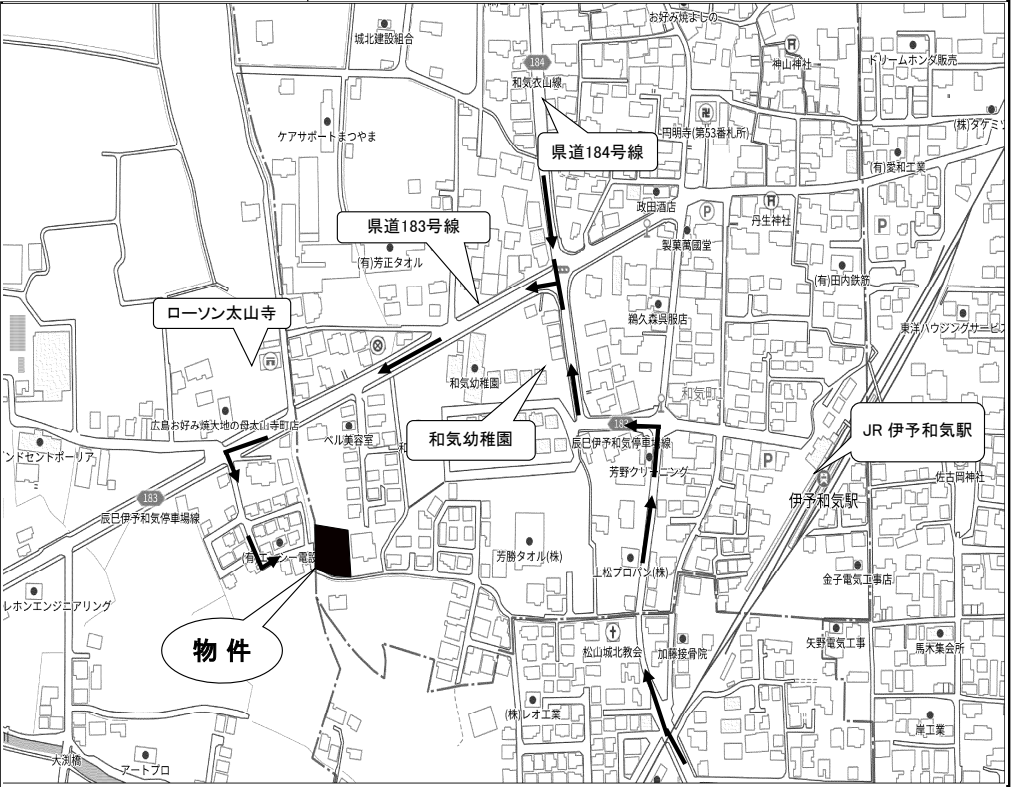 お好み焼よしの
城北建設組合
神山神社
ドリームホンダ販売
184
和気衣山線
(株)タケミツ
ケアサポートまつやま
円明寺(第53番札所)
県道184号線
(有)愛和工業
政田酒店
P
丹生神社
P
県道183号線
製菓萬國堂
(有)芳正タオル
(有)田内鉄筋
ローソン太山寺
鵜久森呉服店
東洋ハウジングサービス
和気幼稚園
和気町
広島お好み焼大地の母太山寺町店
ベル美容室
和気幼稚園
辰巳伊予和気停車場線
JR 伊予和気駅
ンドセントポーリア
芳野クリーニング
P
佐古岡神社
183
伊予和気駅
辰巳伊予和気停車場線
芳勝タオル(株)
上松プロパン(株)
金子電気工事店
レホンエンジニアリング
物件
松山城北教会
加藤接骨院
矢野電気工事
馬木集会所
(株)レオ工業
岸工業
大渕橋
アートプロ